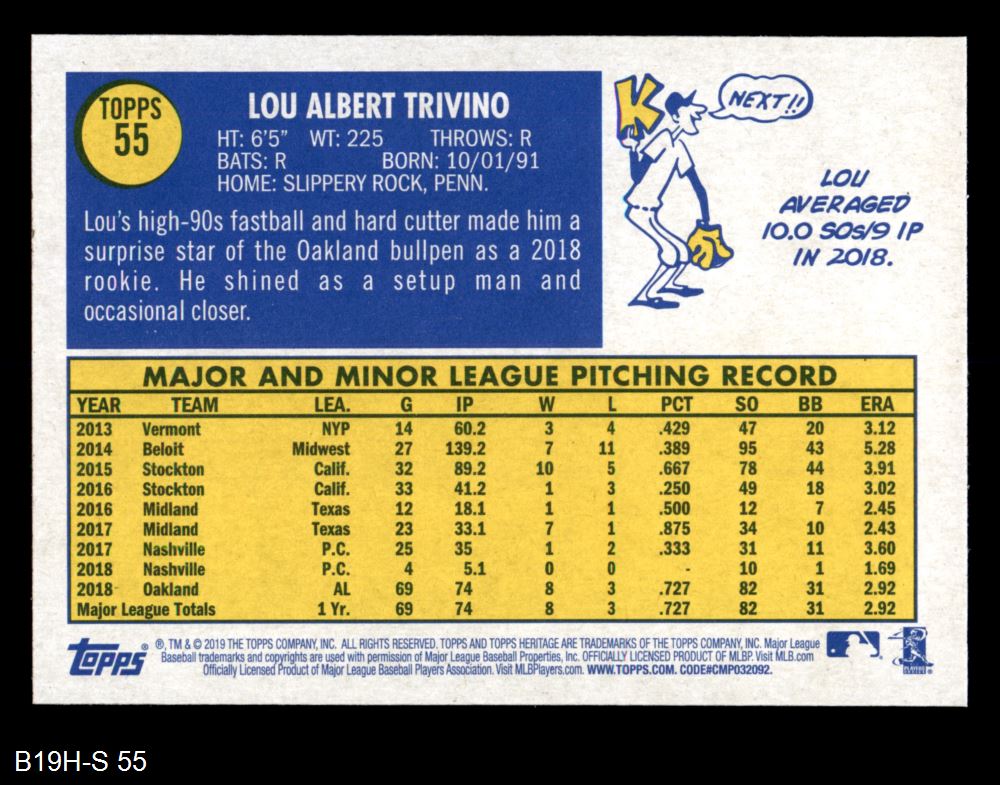 TOPPS
55
LOU ALBERT TRIVINO
HT: 6'5" WT: 225 THROWS: R
BATS: R BORN: 10/01/91
HOME: SLIPPERY ROCK, PENN.
Lou's high-90s fastball and hard cutter made him a
surprise star of the Oakland bullpen as a 2018
rookie. He shined as a setup man and
occasional closer.
K
NEXT!!
LOU
AVERAGED
10.0 SOs/9 IP
IN 2018.
MAJOR AND MINOR LEAGUE PITCHING RECORD
YEAR TEAM LEA. G IP W L PCT SO BB ERA
2013 Vermont NYP 14 60.2 3 4 .429 47 20 3.12
2014 Beloit Midwest 27 139.2 7 11 .389 95 43 5.28
2015 Stockton Calif. 32 89.2 10 5 .667 78 44 3.91
2016 Stockton Calif. 33 41.2 1 3 .250 49 18 3.02
2016 Midland Texas 12 18.1 1 1 .500 12 7 2.45
2017 Midland Texas 23 33.1 7 1 .875 34 10 2.43
2017 Nashville P.C. 25 35 1 2 .333 31 11 3.60
2018 Nashville P.C. 4 5.1 0 0 - 10 1 1.69
2018 Oakland AL 69 74 8 3 .727 82 31 2.92
Major League Totals 1 Yr. 69 74 8 3 .727 82 31 2.92
topps®
®, TM & © 2019 THE TOPPS COMPANY, INC. ALL RIGHTS RESERVED. TOPPS AND TOPPS HERITAGE ARE TRADEMARKS OF THE TOPPS COMPANY, INC. Major League
Baseball trademarks and copyrights are used with permission of Major League Baseball Properties, Inc. OFFICIALLY LICENSED PRODUCT OF MLBP. Visit MLB.com
Officially Licensed Product of Major League Baseball Players Association. Visit MLBPlayers.com. WWW.TOPPS.COM. CODE#CMP032092.
B19H-S 55